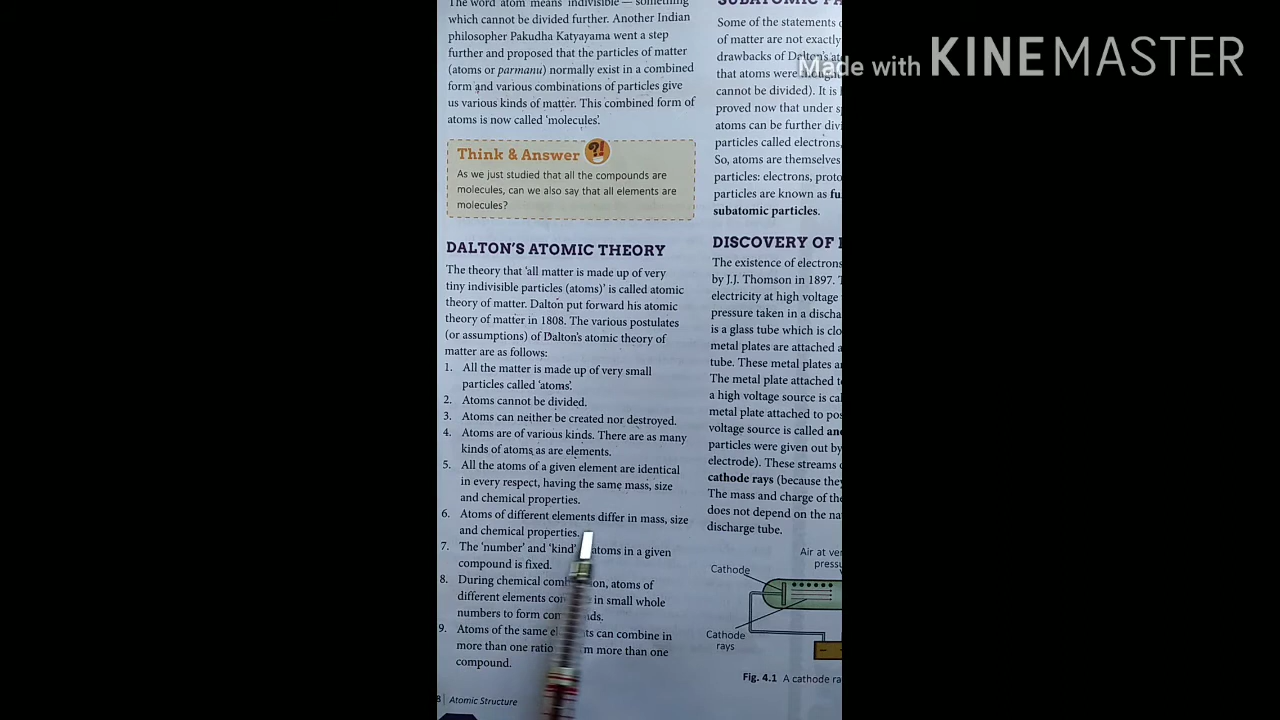 The word 'atom' means 'indivisible' — something
which cannot be divided further. Another Indian
philosopher Pakudha Katyayama went a step
further and proposed that the particles of matter
(atoms or parmanu) normally exist in a combined
form and various combinations of particles give
us various kinds of matter. This combined form of
atoms is now called 'molecules'.
Think & Answer ?!
As we just studied that all the compounds are
molecules, can we also say that all elements are
molecules?
DALTON'S ATOMIC THEORY
The theory that 'all matter is made up of very
tiny indivisible particles (atoms)' is called atomic
theory of matter. Dalton put forward his atomic
theory of matter in 1808. The various postulates
(or assumptions) of Dalton's atomic theory of
matter are as follows:
1. All the matter is made up of very small
particles called 'atoms'.
2. Atoms cannot be divided.
3. Atoms can neither be created nor destroyed.
4. Atoms are of various kinds. There are as many
kinds of atoms as are elements.
5. All the atoms of a given element are identical
in every respect, having the same mass, size
and chemical properties.
6. Atoms of different elements differ in mass, size
and chemical properties.
7. The 'number' and 'kind' atoms in a given
compound is fixed.
8. During chemical atoms of
different elements in small whole
numbers to form
9. Atoms of the same can combine in
more than one ratio more than one
compound.
8 | Atomic Structure
SUBATOMIC
Some of the statements
of matter are not exactly
drawbacks of Dalton's
that atoms were
cannot be divided). It is
proved now that under
atoms can be further
particles called electrons,
So, atoms are themselves
particles: electrons,
particles are known as
subatomic particles.
DISCOVERY OF
The existence of electrons
by J.J. Thomson in 1897.
electricity at high voltage
pressure taken in a
is a glass tube which is
metal plates are attached
tube. These metal plates
The metal plate attached
a high voltage source is
metal plate attached to
voltage source is called
particles were given out by
electrode). These streams
cathode rays (because they
The mass and charge of
does not depend on the
discharge tube.
Air at
Cathode
Cathode
rays
Fig. 4.1 A cathode
Made with KINEMASTER